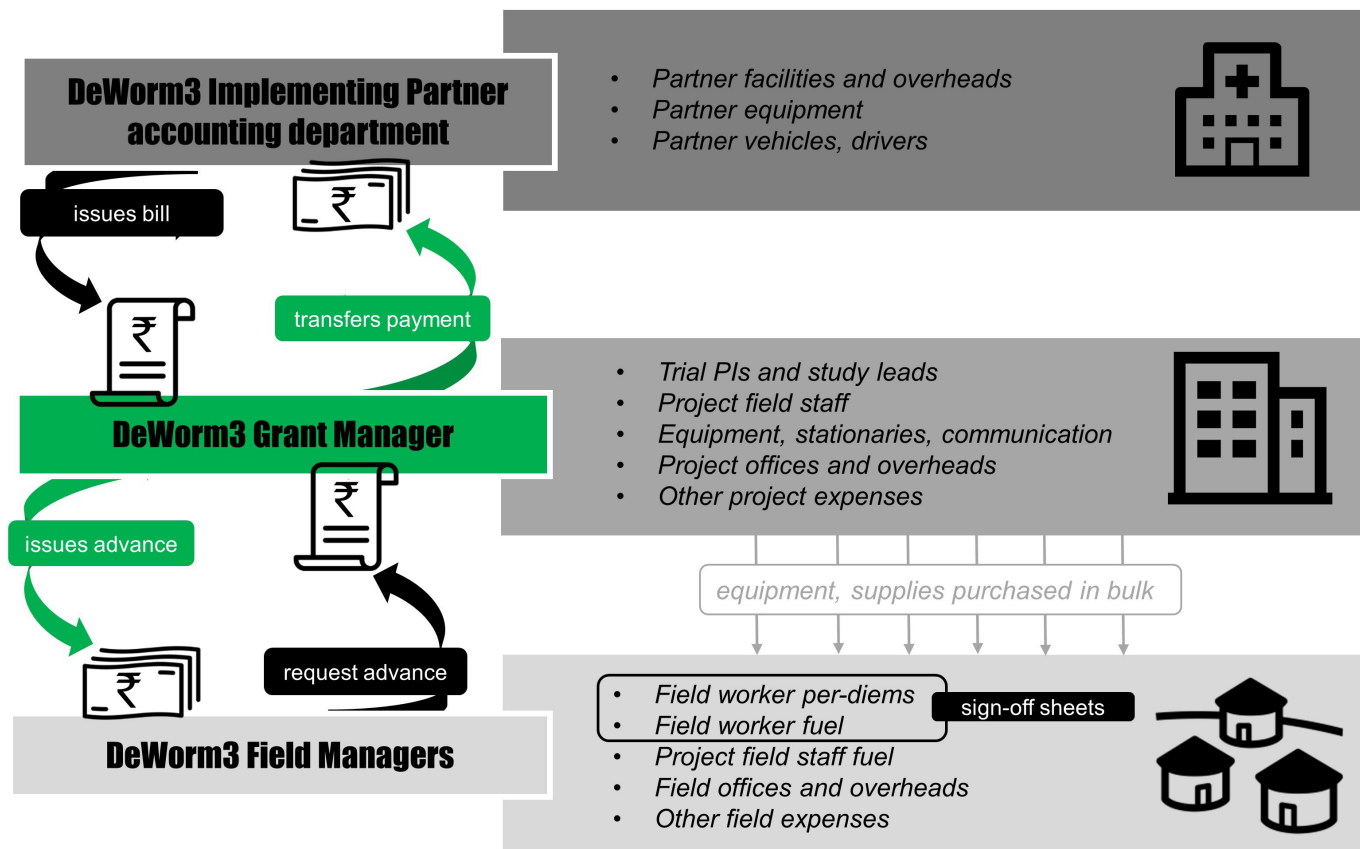 DeWorm3 Implementing Partner
accounting department
• Partner facilities and overheads
• Partner equipment
• Partner vehicles, drivers
issues bill
₹
₹
transfers payment
DeWorm3 Grant Manager
• Trial PIs and study leads
• Project field staff
• Equipment, stationaries, communication
• Project offices and overheads
• Other project expenses
₹
issues advance
equipment, supplies purchased in bulk
request advance
₹
DeWorm3 Field Managers
• Field worker per-diems
• Field worker fuel
sign-off sheets
• Project field staff fuel
• Field offices and overheads
• Other field expenses